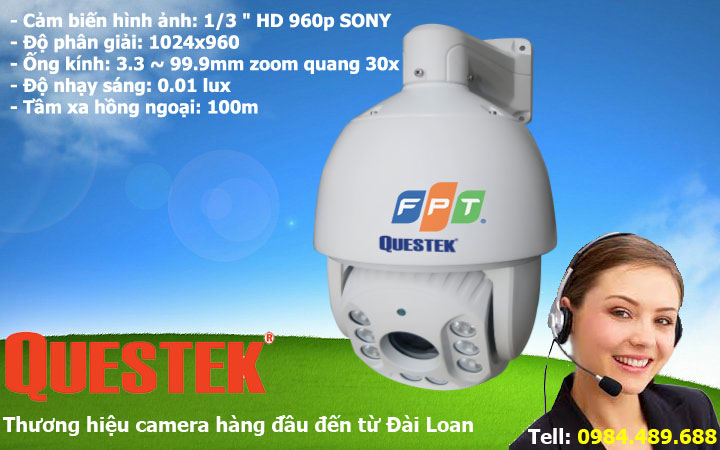 - Cảm biến hình ảnh: 1/3 " HD 960p SONY
- Độ phân giải: 1024x960
- Ống kính: 3.3 ~ 99.9mm zoom quang 30x
- Độ nhạy sáng: 0.01 lux
- Tầm xa hồng ngoại: 100m
FPT®
QUESTEK
QUESTEK®
Thương hiệu camera hàng đầu đến từ Đài Loan
Tell: 0984.489.688